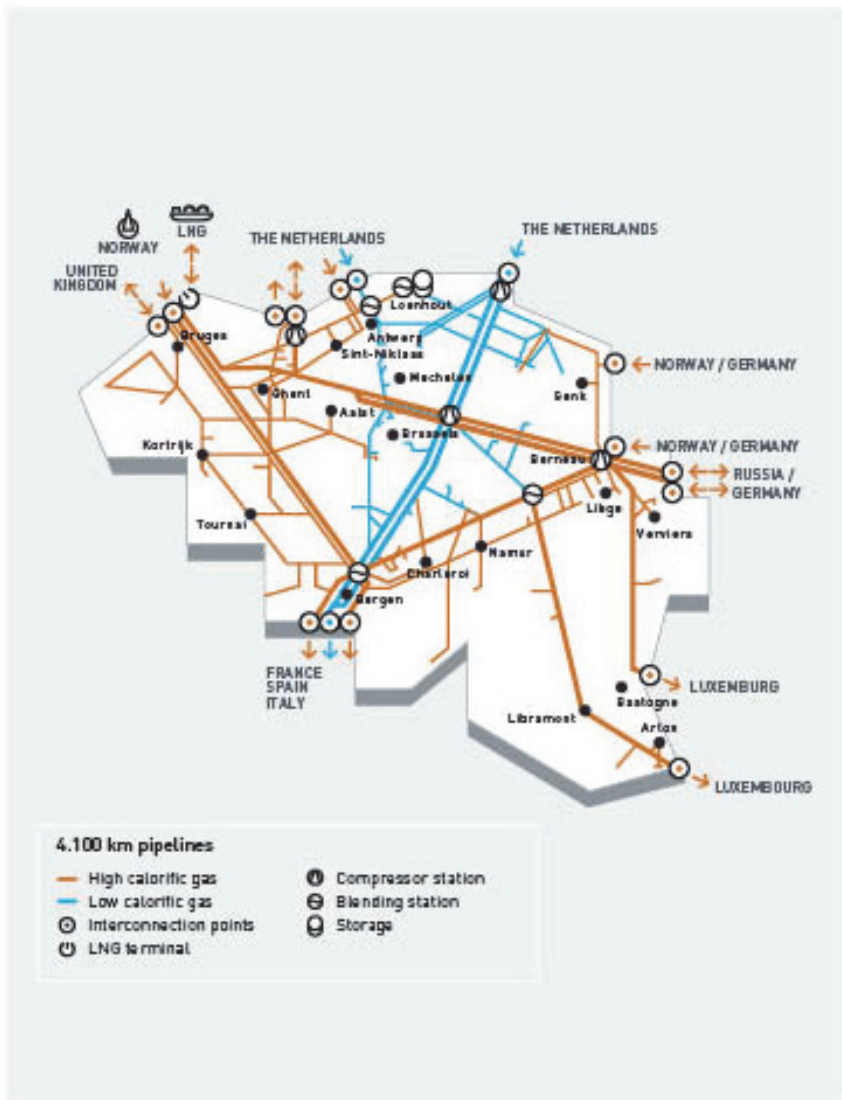 NORWAY
LNG
UNITED
KINGDOM
THE NETHERLANDS
THE NETHERLANDS
Loenhout
Bruges
Antwerp
Sint-Niklaas
NORWAY / GERMANY
Mechelen
Ghent
Genk
Aalst
Brussels
NORWAY / GERMANY
Kortrijk
Berneau
RUSSIA /
GERMANY
Liège
Tournai
Verviers
Namur
Charleroi
Bergen
FRANCE
SPAIN
ITALY
LUXEMBURG
Bastogne
Libramont
Arlon
LUXEMBOURG
4.100 km pipelines
High calorific gas
Low calorific gas
Interconnection points
LNG terminal
Compressor station
Blending station
Storage